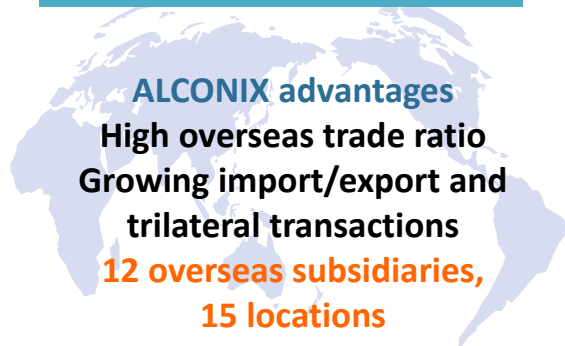 ALCONIX advantages
High overseas trade ratio
Growing import/export and
trilateral transactions
12 overseas subsidiaries,
15 locations